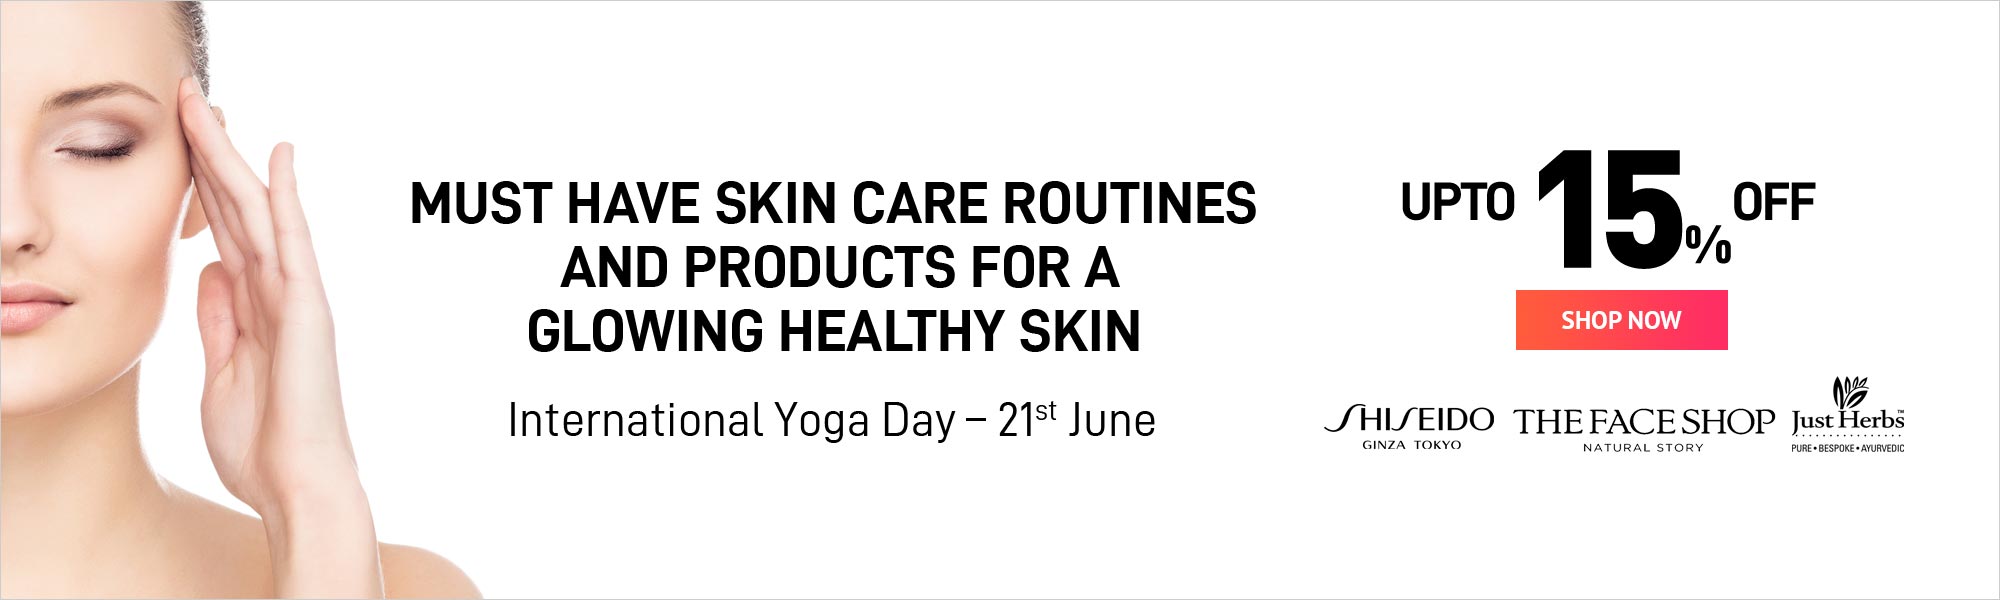 MUST HAVE SKIN CARE ROUTINES
AND PRODUCTS FOR A
GLOWING HEALTHY SKIN
International Yoga Day – 21st June
UPTO 15% OFF
SHOP NOW
SHISEIDO
GINZA TOKYO
THE FACE SHOP
NATURAL STORY
Just Herbs™
PURE • BESPOKE • AYURVEDIC